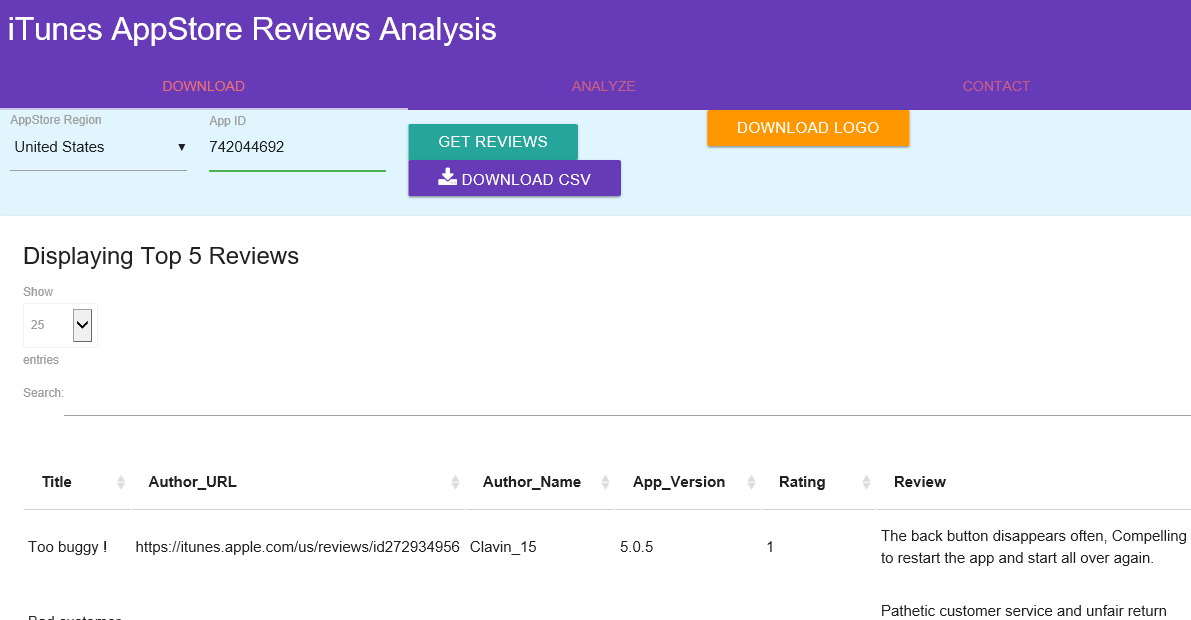 iTunes AppStore Reviews Analysis
DOWNLOAD ANALYZE CONTACT
AppStore Region App ID
United States 742044692
GET REVIEWS
DOWNLOAD LOGO
DOWNLOAD CSV
Displaying Top 5 Reviews
Show
25
entries
Search:
Title Author_URL Author_Name App_Version Rating Review
Too buggy ! https://itunes.apple.com/us/reviews/id272934956 Clavin_15 5.0.5 1 The back button disappears often, Compelling
to restart the app and start all over again.
Pathetic customer service and unfair return
Bad customer